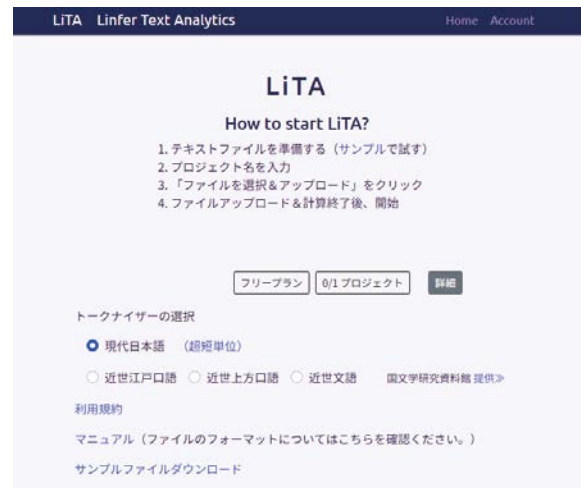 LiTA Linfer Text Analytics Home Account
LiTA
How to start LiTA?
1. テキストファイルを準備する（サンプルで試す）
2. プロジェクト名を入力
3. 「ファイルを選択＆アップロード」をクリック
4. ファイルアップロード＆計算終了後、開始
フリープラン 0/1 プロジェクト 詳細
トークナイザーの選択
現代日本語 （超短単位）
近世江戸口語 近世上方口語 近世文語 国文学研究資料館 提供≫
利用規約
マニュアル（ファイルのフォーマットについてはこちらを確認ください。）
サンプルファイルダウンロード